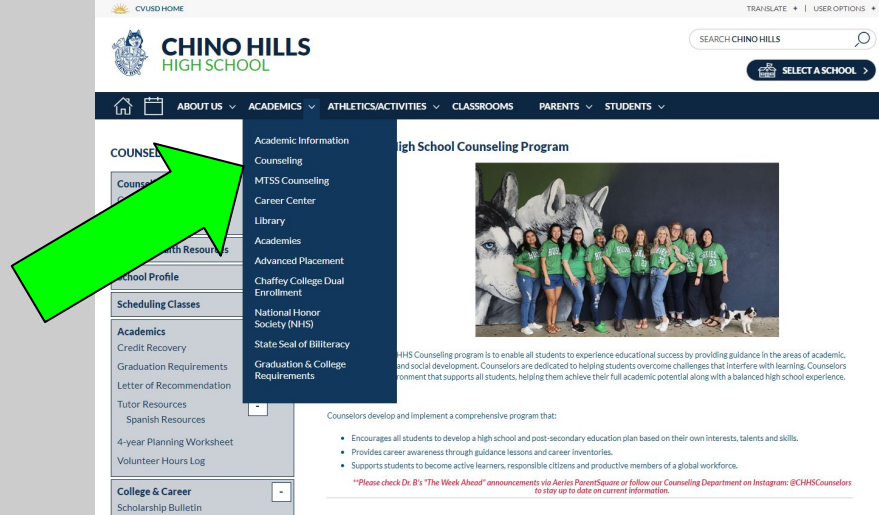 CVUSD HOME
TRANSLATE + | USER OPTIONS +
CHINO HILLS
HIGH SCHOOL
SEARCH CHINO HILLS
SELECT A SCHOOL >
ABOUT US ACADEMICS ATHLETICS/ACTIVITIES CLASSROOMS PARENTS STUDENTS
Academic Information
Counseling
MTSS Counseling
Career Center
Library
Academies
Advanced Placement
Chaffey College Dual
Enrollment
National Honor
Society (NHS)
State Seal of Biliteracy
Graduation & College
Requirements
School Profile
Scheduling Classes
Academics
Credit Recovery
Graduation Requirements
Letter of Recommendation
Tutor Resources
-
Spanish Resources
4-year Planning Worksheet
Volunteer Hours Log
College & Career
-
Scholarship Bulletin
High School Counseling Program
HHS Counseling program is to enable all students to experience educational success by providing guidance in the areas of academic,
and social development. Counselors are dedicated to helping students overcome challenges that interfere with learning. Counselors
ronment that supports all students, helping them achieve their full academic potential along with a balanced high school experience.
Counselors develop and implement a comprehensive program that:
• Encourages all students to develop a high school and post-secondary education plan based on their own interests, talents and skills.
• Provides career awareness through guidance lessons and career inventories.
• Supports students to become active learners, responsible citizens and productive members of a global workforce.
**Please check Dr. B's "The Week Ahead" announcements via Aeries ParentSquare or follow our Counseling Department on Instagram: @CHHSCounselors
to stay up to date on current information.